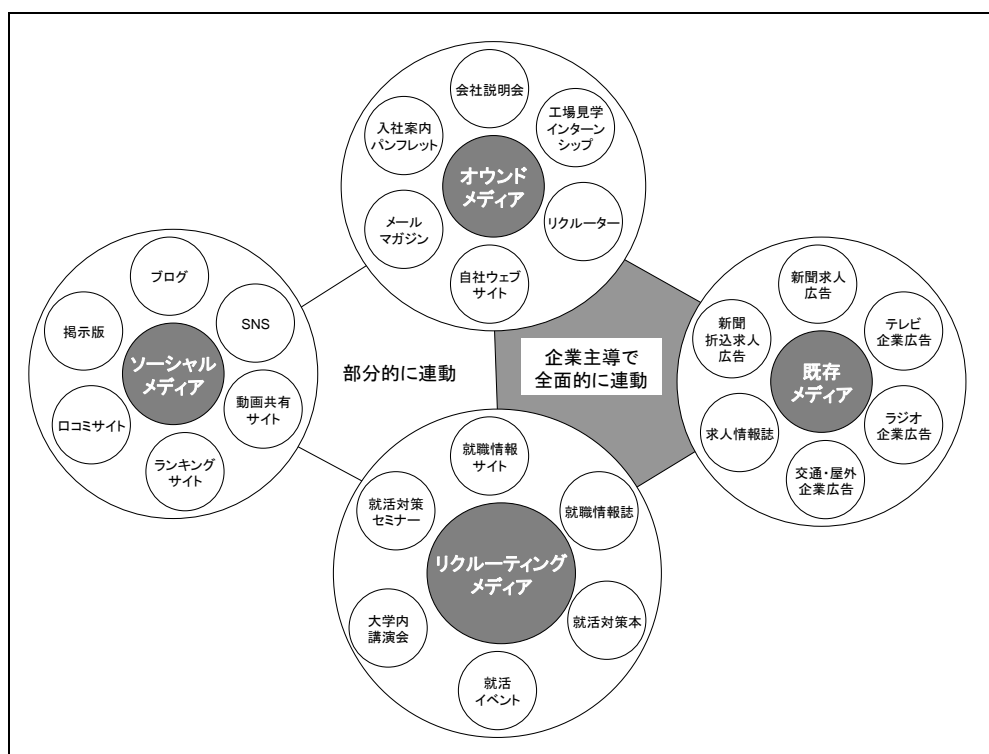 会社説明会
工場見学
インターン
シップ
入社案内
パンフレット
オウンド
メディア
リクルーター
メール
マガジン
自社ウェブ
サイト
ブログ
SNS
掲示版
ソーシャル
メディア
動画共有
サイト
口コミサイト
ランキング
サイト
部分的に連動
企業主導で
全面的に連動
新聞求人
広告
テレビ
企業広告
新聞
折込求人
広告
既存
メディア
ラジオ
企業広告
求人情報誌
交通・屋外
企業広告
就職情報
サイト
就活対策
セミナー
就職情報誌
リクルーティング
メディア
大学内
講演会
就活対策本
就活
イベント